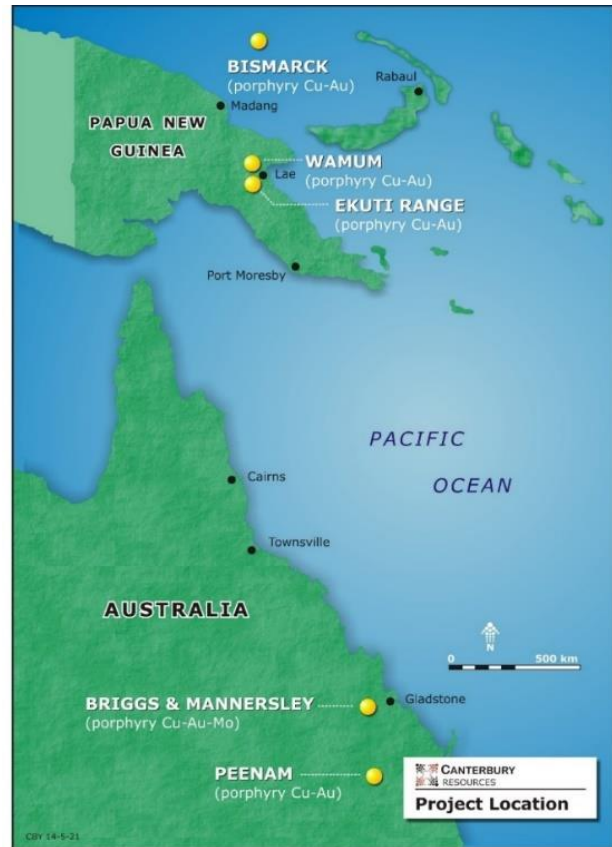 BISMARCK
(porphyry Cu-Au)
Rabaul
Madang
PAPUA NEW
GUINEA
WAMUM
(porphyry Cu-Au)
Lae
EKUTI RANGE
(porphyry Cu-Au)
Port Moresby
PACIFIC
OCEAN
Cairns
Townsville
AUSTRALIA
N
0 500 km
BRIGGS & MANNERSLEY
(porphyry Cu-Au-Mo)
Gladstone
PEENAM
(porphyry Cu-Au)
CANTERBURY
RESOURCES
Project Location
CBY 14-5-21